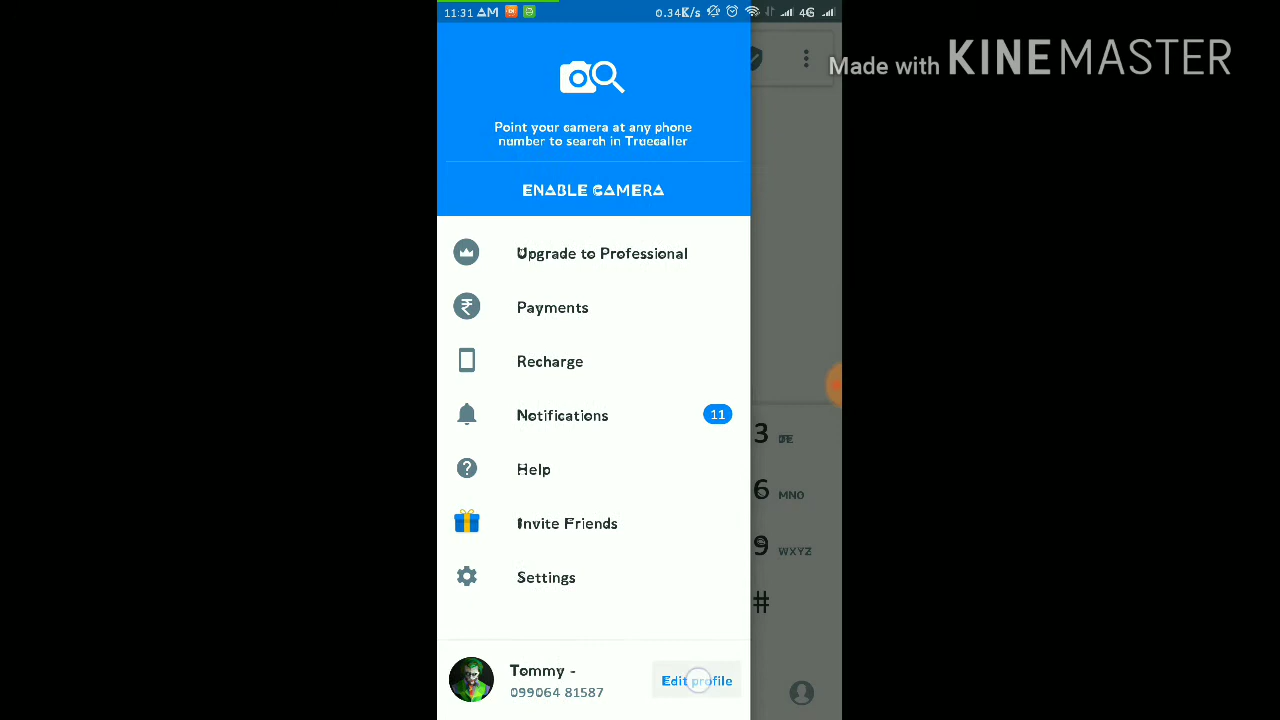 11:31 AM
0.34K/s
4G
Made with KINEMASTER
Point your camera at any phone
number to search in Truecaller
ENABLE CAMERA
Upgrade to Professional
Payments
Recharge
Notifications 11
Help
Invite Friends
Settings
3
6 MNO
9 WXYZ
#
Tommy -
099064 81587
Edit profile